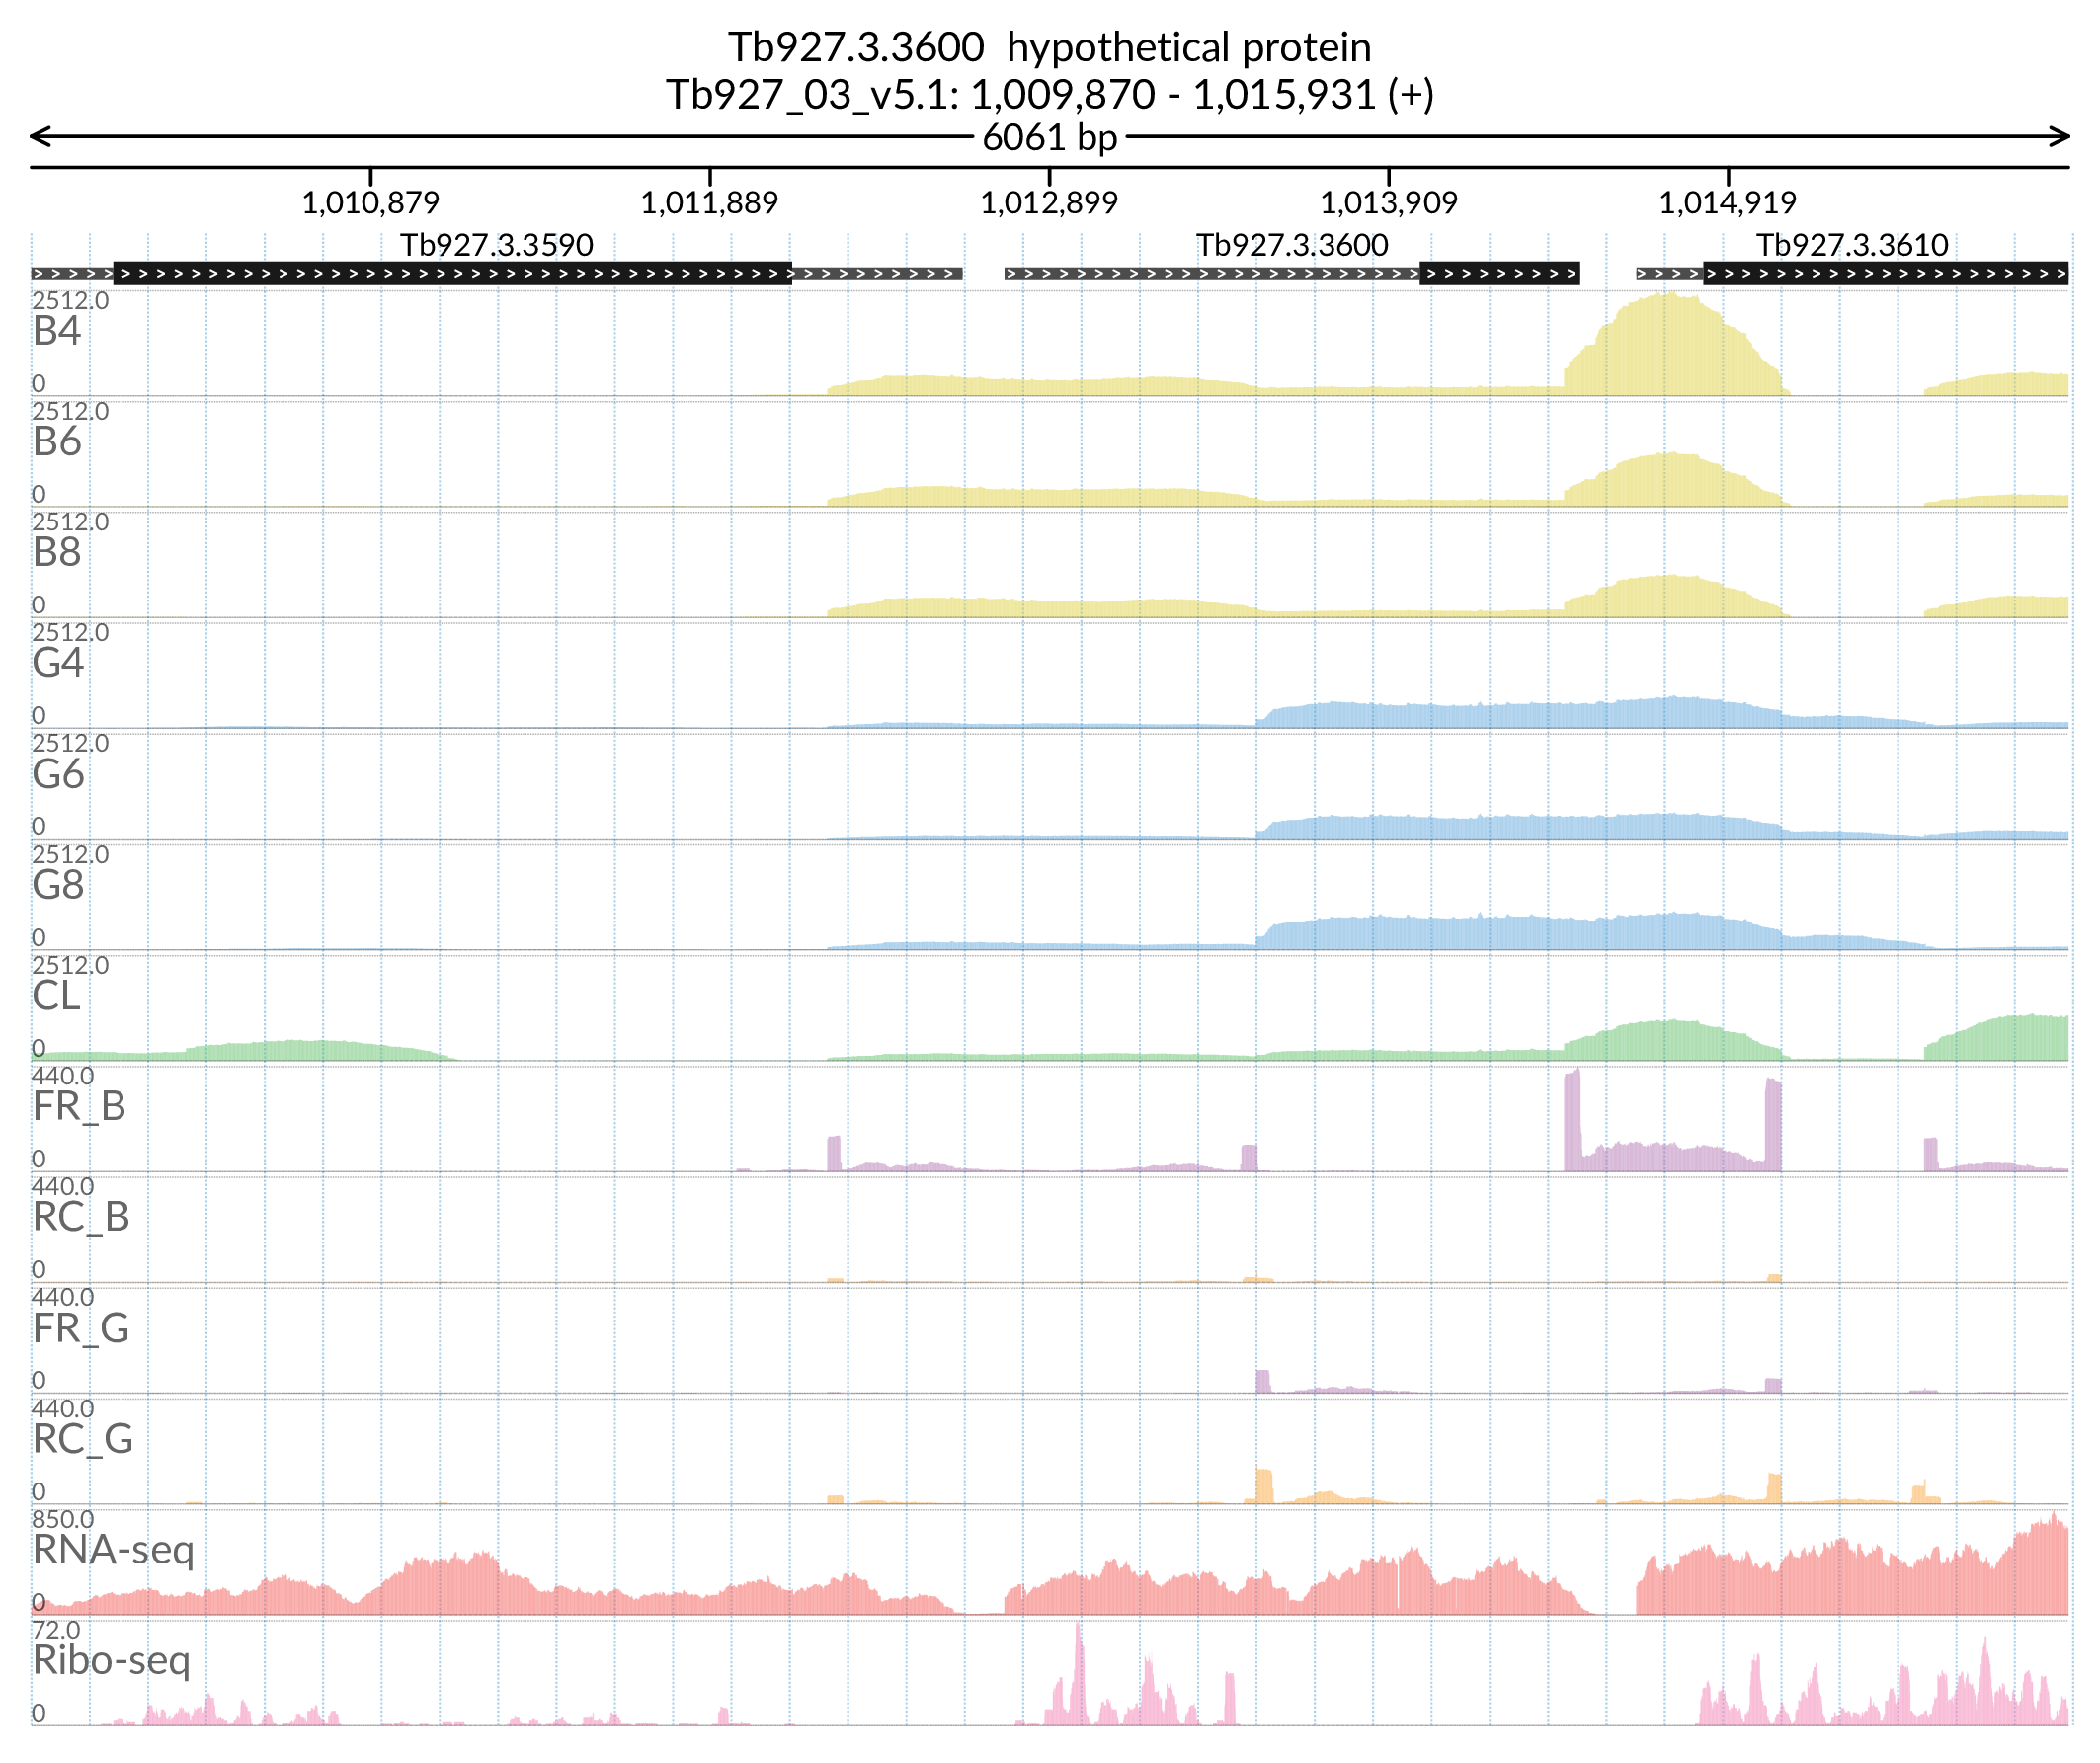 Tb927.3.3600 hypothetical protein
Tb927_03_v5.1: 1,009,870 - 1,015,931 (+)
6061 bp
1,010,879 1,011,889 1,012,899 1,013,909 1,014,919
Tb927.3.3590 Tb927.3.3600 Tb927.3.3610
2512.0
B4
0
2512.0
B6
0
2512.0
B8
0
2512.0
G4
0
2512.0
G6
0
2512.0
G8
0
2512.0
CL
0
440.0
FR_B
0
440.0
RC_B
0
440.0
FR_G
0
440.0
RC_G
0
850.0
RNA-seq
0
72.0
Ribo-seq
0